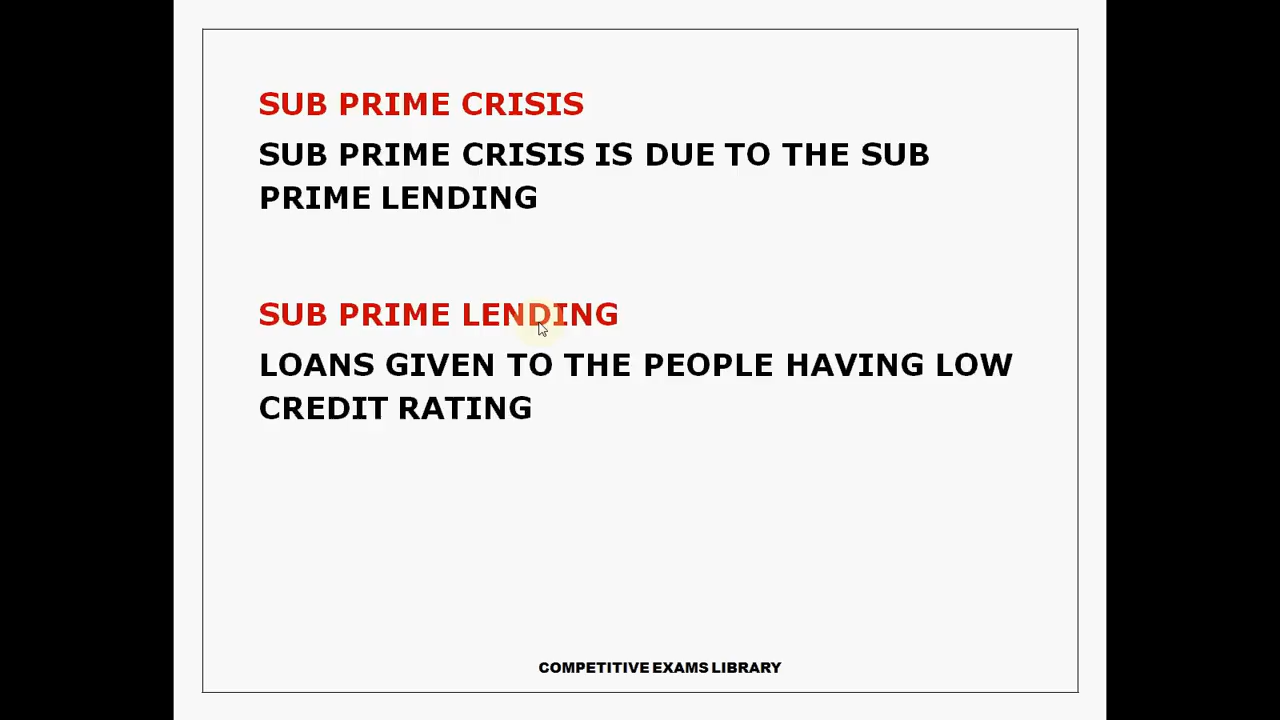 SUB PRIME CRISIS
SUB PRIME CRISIS IS DUE TO THE SUB
PRIME LENDING
SUB PRIME LENDING
LOANS GIVEN TO THE PEOPLE HAVING LOW
CREDIT RATING
COMPETITIVE EXAMS LIBRARY